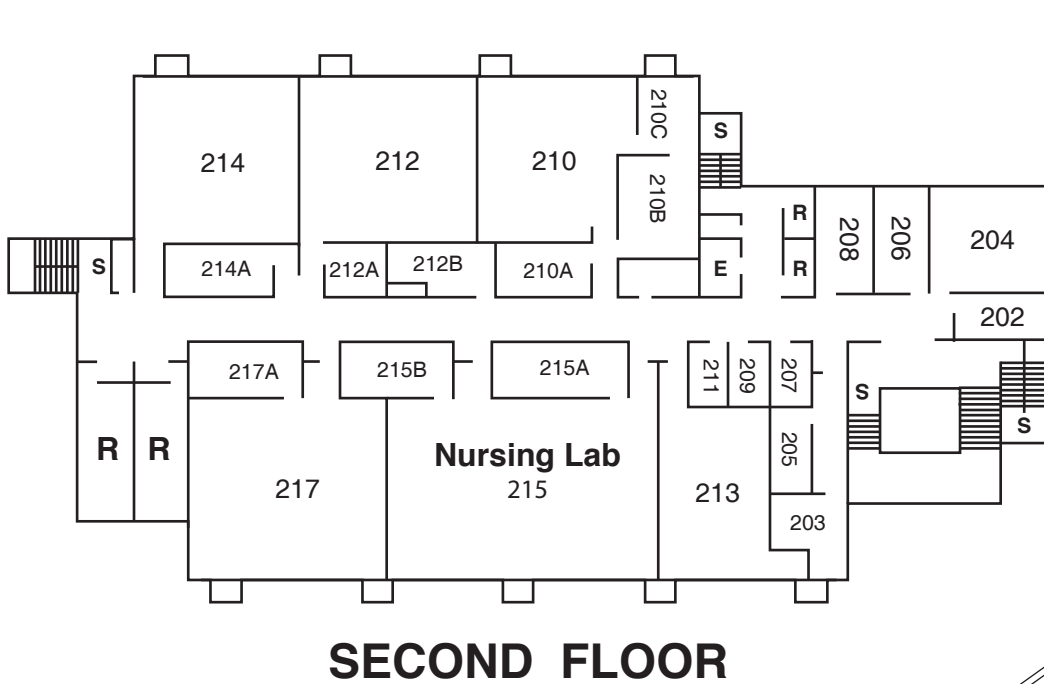 210C
S
214
212
210
210B
R
208
206
204
S
214A
212A
212B
210A
E
R
202
217A
215B
215A
211
209
207
S
S
R
R
Nursing Lab
215
217
213
205
203
SECOND FLOOR